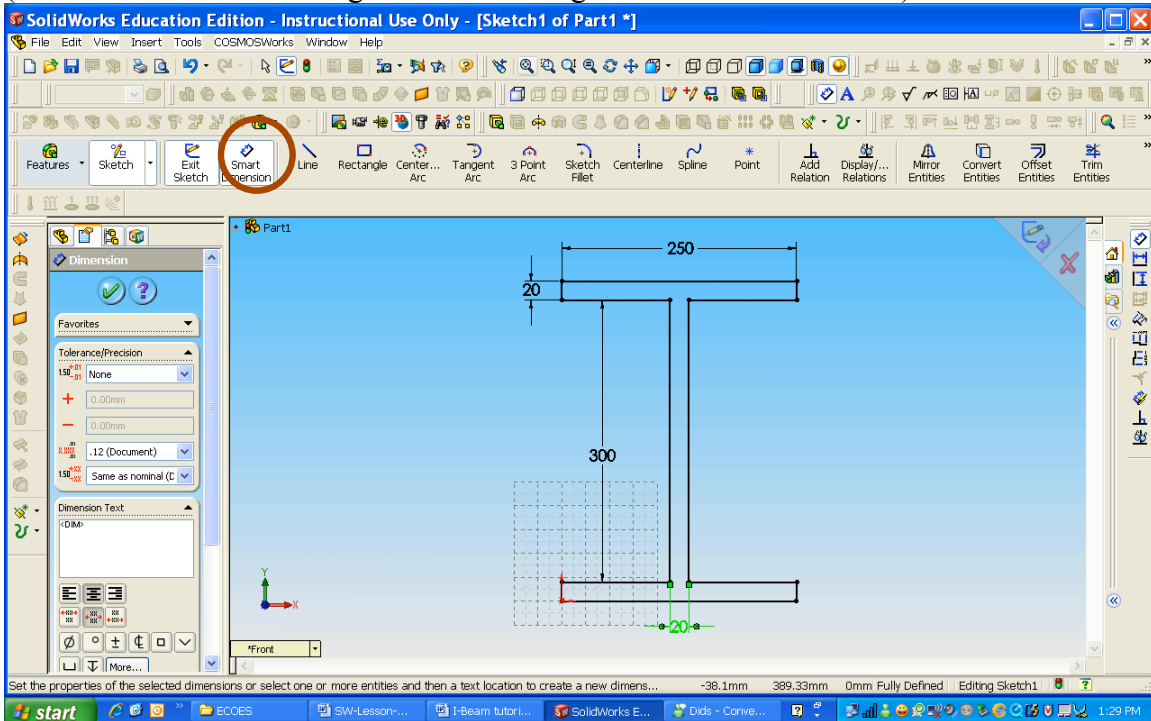 SolidWorks Education Edition - Instructional Use Only - [Sketch1 of Part1 *]
File Edit View Insert Tools COSMOSWorks Window Help
Features
Sketch
Exit Sketch
Smart Dimension
Line
Rectangle
Center... Arc
Tangent Arc
3 Point Arc
Sketch Fillet
Centerline
Spline
Point
Add Relation
Display/... Relations
Mirror Entities
Convert Entities
Offset Entities
Trim Entities
Part1
Dimension
Favorites
Tolerance/Precision
None
0.00mm
0.00mm
.12 (Document)
Same as nominal (D
Dimension Text
<DIM>
More...
250
20
300
20
Y
X
*Front
Set the properties of the selected dimensions or select one or more entities and then a text location to create a new dimens...
-38.1mm 389.33mm 0mm Fully Defined Editing Sketch1
start
ECOES
SW-Lesson-...
I-Beam tutori...
SolidWorks E...
Dids - Conve...
1:29 PM